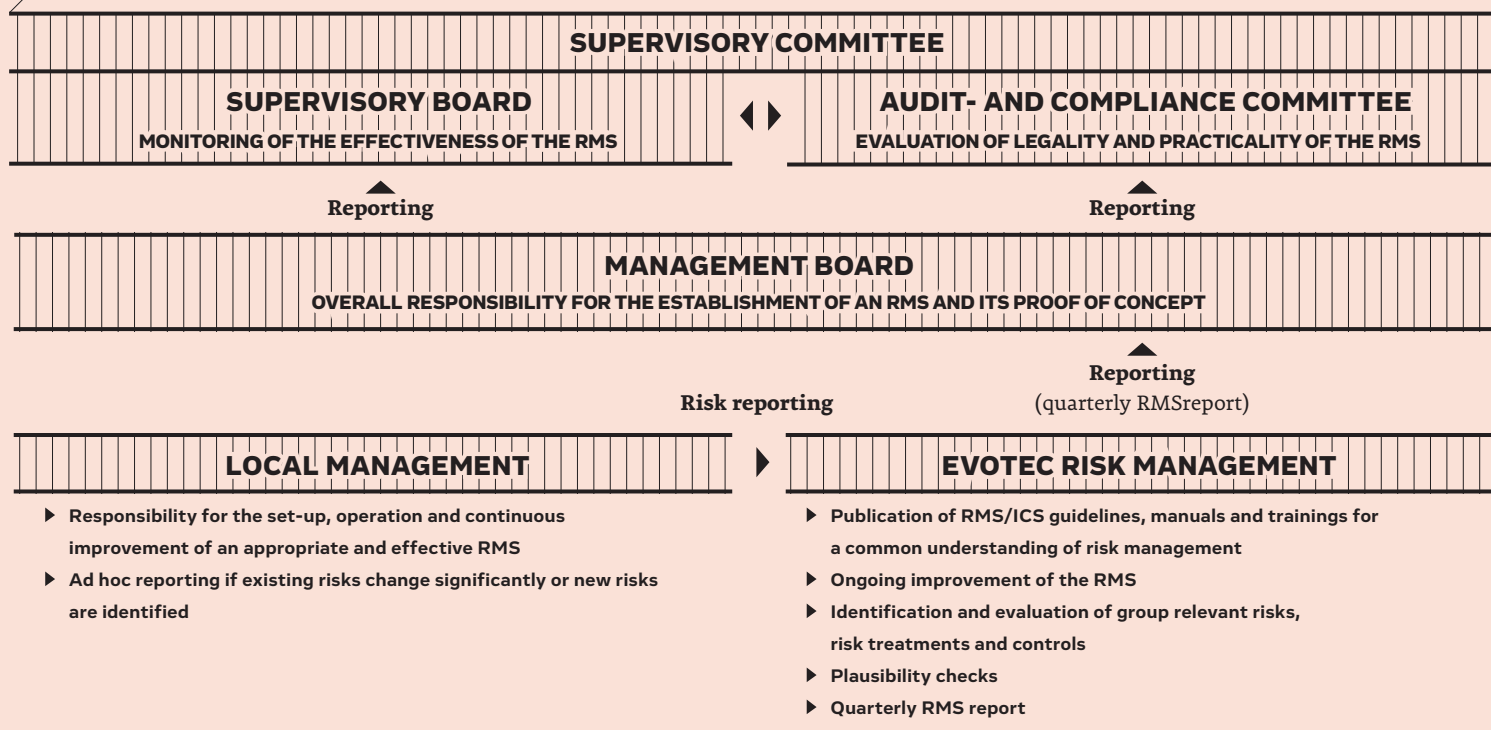 SUPERVISORY COMMITTEE
SUPERVISORY BOARD
MONITORING OF THE EFFECTIVENESS OF THE RMS
AUDIT- AND COMPLIANCE COMMITTEE
EVALUATION OF LEGALITY AND PRACTICALITY OF THE RMS
Reporting
Reporting
MANAGEMENT BOARD
OVERALL RESPONSIBILITY FOR THE ESTABLISHMENT OF AN RMS AND ITS PROOF OF CONCEPT
Reporting
(quarterly RMSreport)
Risk reporting
LOCAL MANAGEMENT
Responsibility for the set-up, operation and continuous
improvement of an appropriate and effective RMS
Ad hoc reporting if existing risks change significantly or new risks
are identified
EVOTEC RISK MANAGEMENT
Publication of RMS/ICS guidelines, manuals and trainings for
a common understanding of risk management
Ongoing improvement of the RMS
Identification and evaluation of group relevant risks,
risk treatments and controls
Plausibility checks
Quarterly RMS report